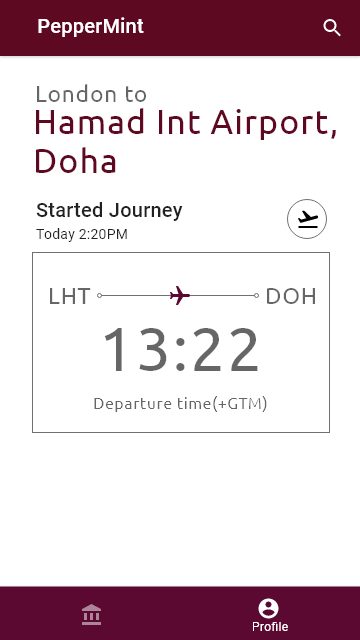 PepperMint
London to
Hamad Int Airport,
Doha
Started Journey
Today 2:20PM
LHT DOH
13:22
Departure time(+GTM)
Profile